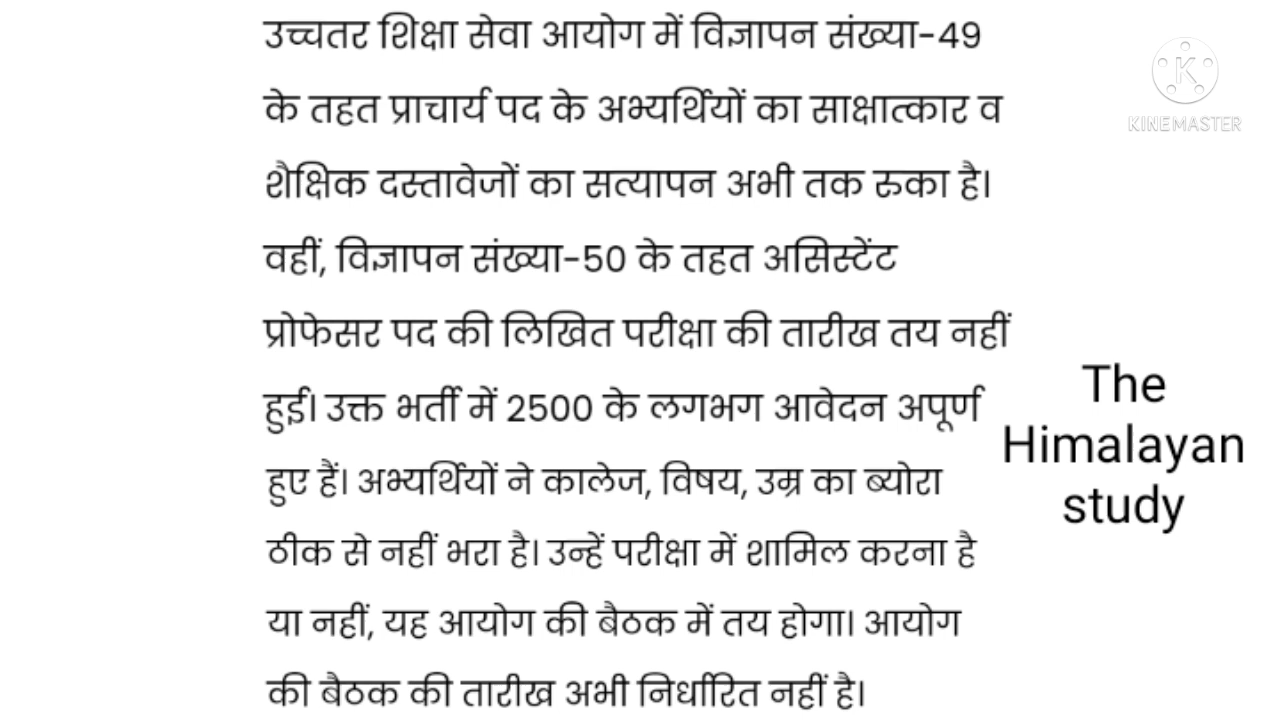 उच्चतर शिक्षा सेवा आयोग में विज्ञापन संख्या-49
के तहत प्राचार्य पद के अभ्यर्थियों का साक्षात्कार व
शैक्षिक दस्तावेजों का सत्यापन अभी तक रुका है।
वहीं, विज्ञापन संख्या-50 के तहत असिस्टेंट
प्रोफेसर पद की लिखित परीक्षा की तारीख तय नहीं
हुई। उक्त भर्ती में 2500 के लगभग आवेदन अपूर्ण
हुए हैं। अभ्यर्थियों ने कालेज, विषय, उम्र का ब्योरा
ठीक से नहीं भरा है। उन्हें परीक्षा में शामिल करना है
या नहीं, यह आयोग की बैठक में तय होगा। आयोग
की बैठक की तारीख अभी निर्धारित नहीं है।
K
KINEMASTER
The
Himalayan
study